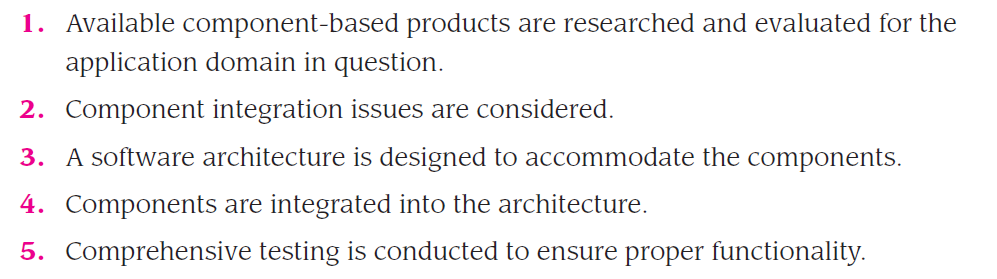 1. Available component-based products are researched and evaluated for the
application domain in question.
2. Component integration issues are considered.
3. A software architecture is designed to accommodate the components.
4. Components are integrated into the architecture.
5. Comprehensive testing is conducted to ensure proper functionality.